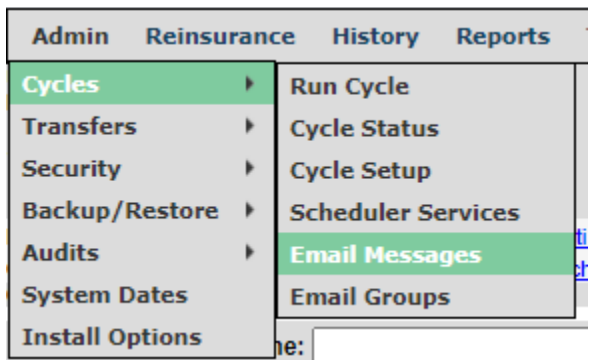 Admin Reinsurance History Reports
Cycles
Transfers
Security
Backup/Restore
Audits
System Dates
Install Options
Run Cycle
Cycle Status
Cycle Setup
Scheduler Services
Email Messages
Email Groups